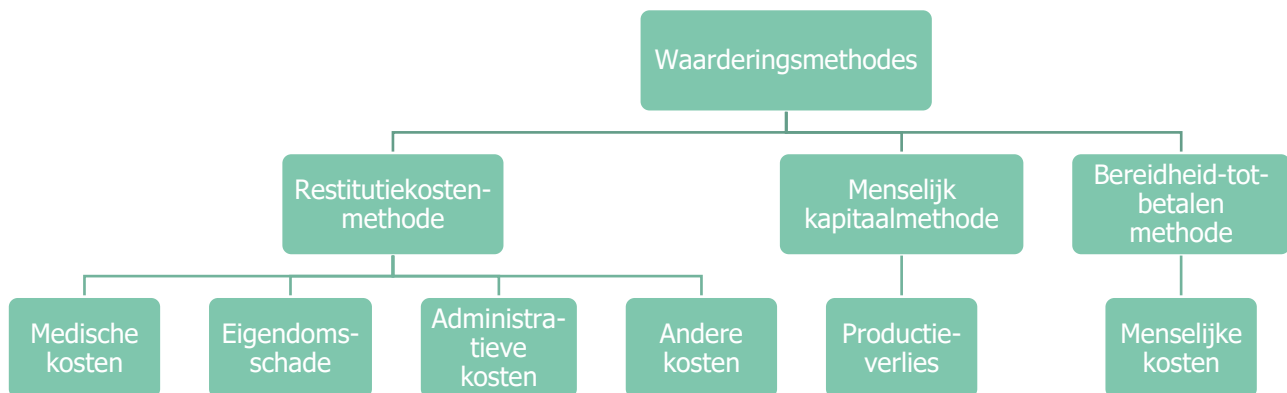 Waarderingsmethodes
Restitutiekosten-
methode
Menselijk
kapitaalmethode
Bereidheid-tot-
betalen
methode
Medische
kosten
Eigendoms-
schade
Administra-
tieve
kosten
Andere
kosten
Productie-
verlies
Menselijke
kosten